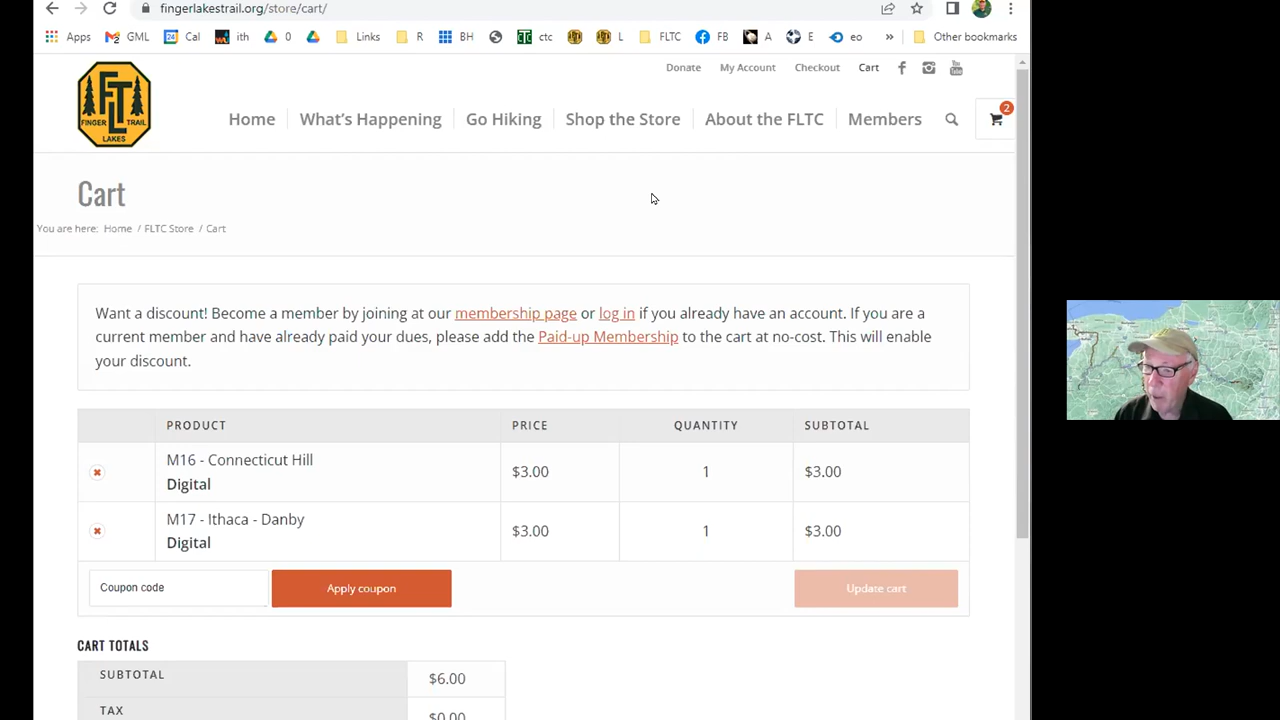 fingerlakestrail.org/store/cart/
Apps GML Cal ith 0 Links R BH ctc L FLTC FB A E eo » Other bookmarks
Donate My Account Checkout Cart You Tube
FLT FINGER TRAIL LAKES
Home What's Happening Go Hiking Shop the Store About the FLTC Members 2
Cart
You are here: Home / FLTC Store / Cart
Want a discount! Become a member by joining at our membership page or log in if you already have an account. If you are a
current member and have already paid your dues, please add the Paid-up Membership to the cart at no-cost. This will enable
your discount.
PRODUCT PRICE QUANTITY SUBTOTAL
M16 - Connecticut Hill
Digital
$3.00 1 $3.00
M17 - Ithaca - Danby
Digital
$3.00 1 $3.00
Coupon code Apply coupon Update cart
CART TOTALS
SUBTOTAL $6.00
TAX $0.00